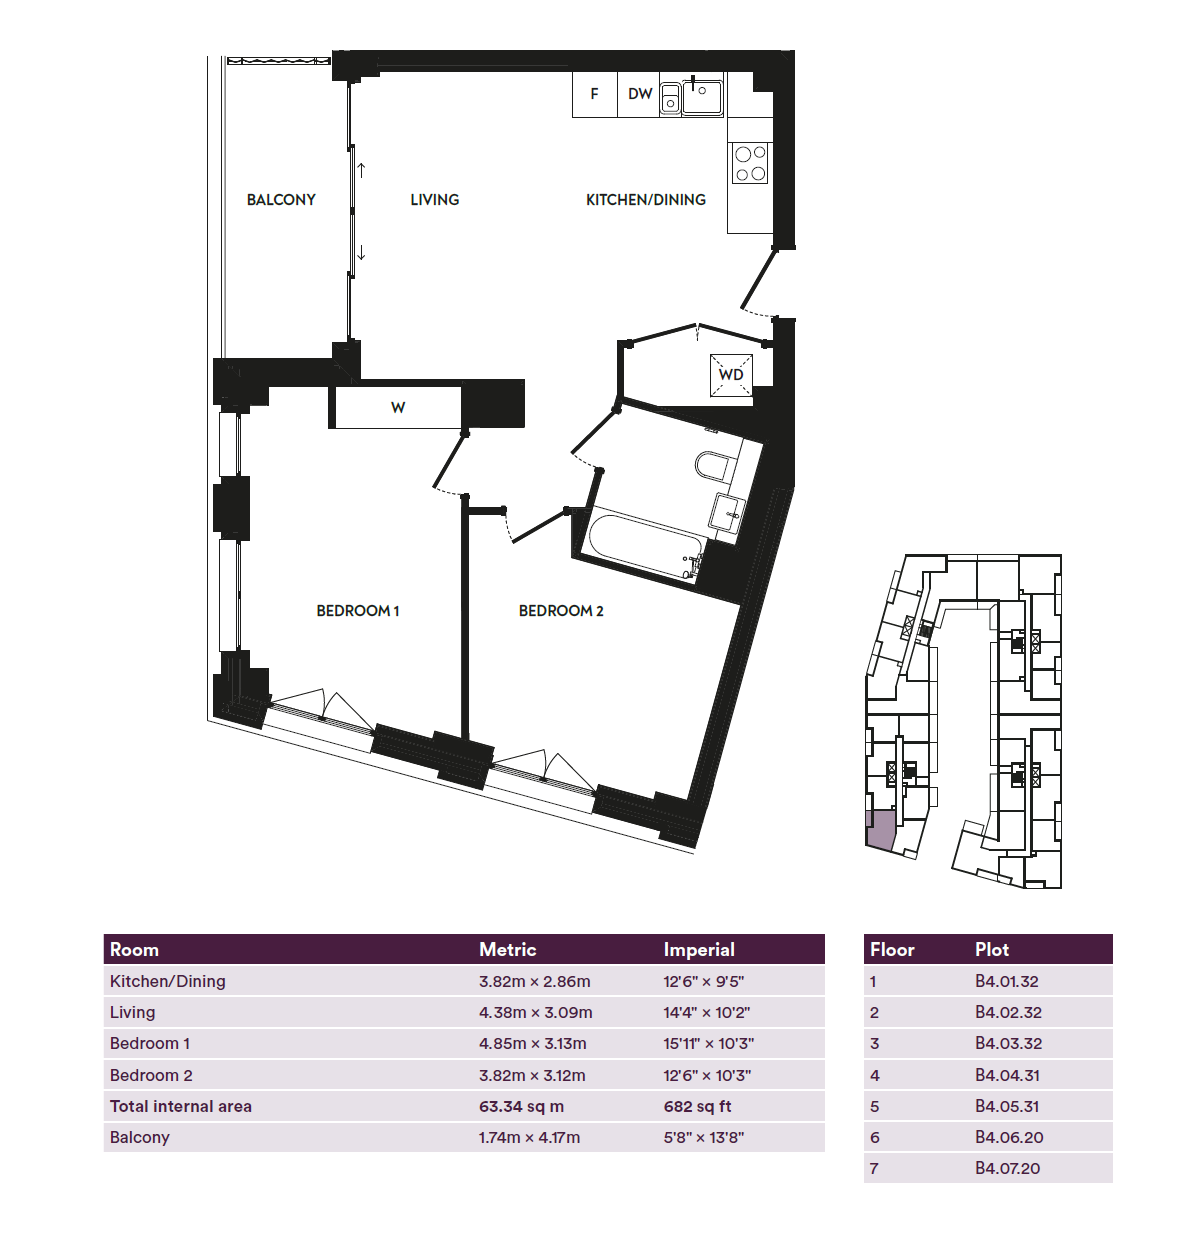 F DW
BALCONY LIVING KITCHEN/DINING
WD
W
BEDROOM 1 BEDROOM 2
Room Metric Imperial
Kitchen/Dining 3.82m × 2.86m 12'6" × 9'5"
Living 4.38m × 3.09m 14'4" × 10'2"
Bedroom 1 4.85m × 3.13m 15'11" × 10'3"
Bedroom 2 3.82m × 3.12m 12'6" × 10'3"
Total internal area 63.34 sq m 682 sq ft
Balcony 1.74m × 4.17m 5'8" × 13'8"
Floor Plot
1 B4.01.32
2 B4.02.32
3 B4.03.32
4 B4.04.31
5 B4.05.31
6 B4.06.20
7 B4.07.20